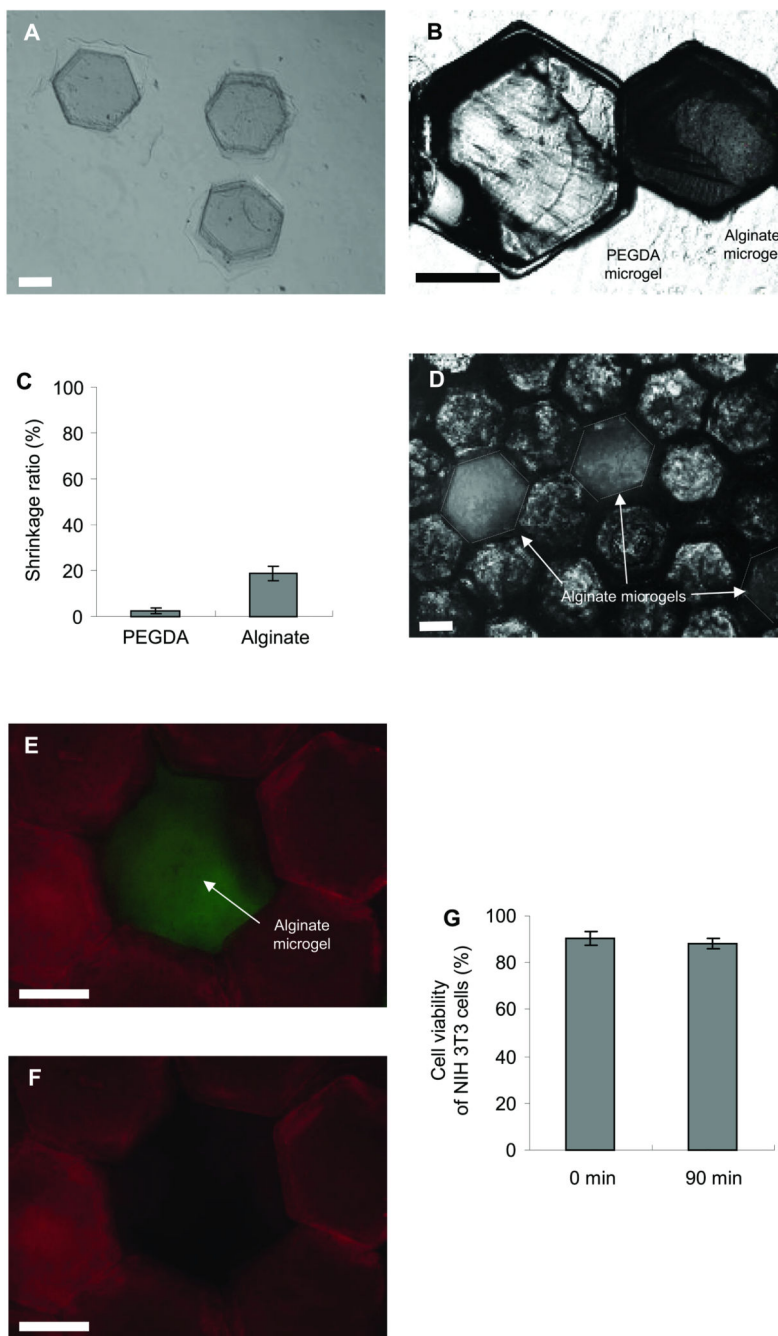 A
B
PEGDA
microgel
Alginate
microgel
C
Shrinkage ratio (%)
100
80
60
40
20
0
PEGDA
Alginate
D
Alginate microgels
E
Alginate
microgel
F
G
Cell viability
of NIH 3T3 cells (%)
100
80
60
40
20
0
0 min
90 min